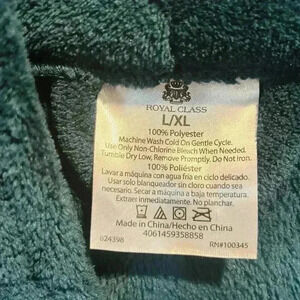 ROYAL CLASS
L/XL
100% Polyester
Machine Wash Cold On Gentle Cycle.
Use Only Non-Chlorine Bleach When Needed.
Tumble Dry Low, Remove Promptly. Do Not Iron.
100% Poliéster
Lavar a máquina con agua fria en ciclo delicado.
Usar solo blanqueador sin cloro cuando sea
necesario. Secar a máquina a baja temperatura.
Extraer inmediatamente. No planchar.
Made in China/Hecho en China
4061459358858
024398
RN#100345